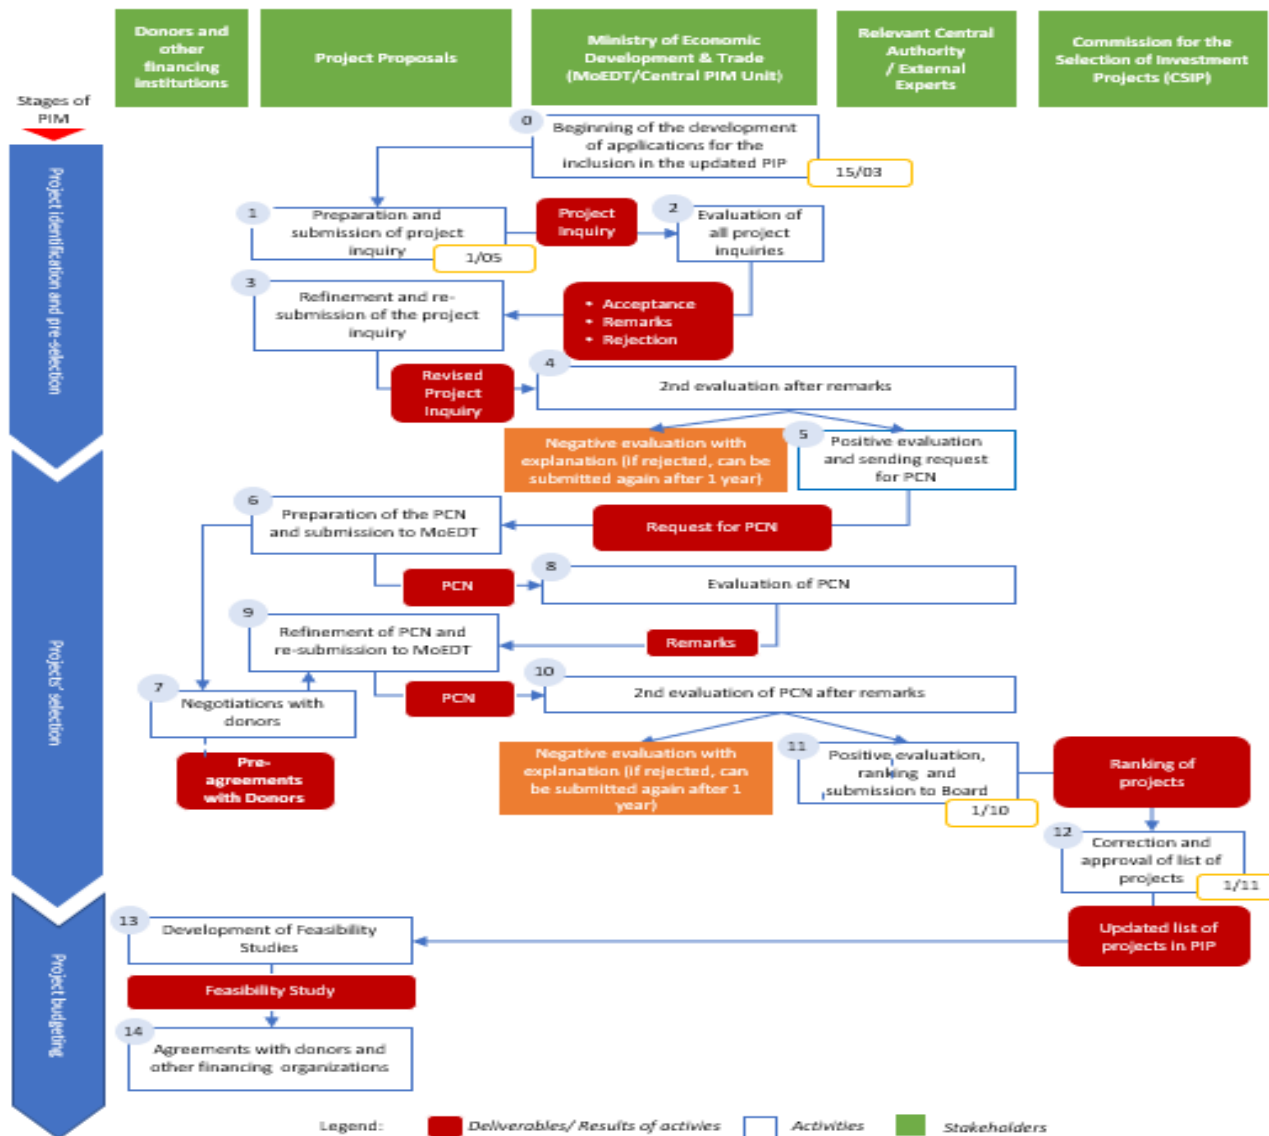 Donors and
other
financing
institutions
Project Proposals
Ministry of Economic
Development & Trade
(MoEDT/Central PIM Unit)
Relevant Central
Authority
/ External
Experts
Commission for the
Selection of Investment
Projects (CSIP)
Stages of
PIM
Project identification and pre-selection
0
Beginning of the development
of applications for the
inclusion in the updated PIP
15/03
1
Preparation and
submission of project
inquiry
1/05
Project
Inquiry
2
Evaluation of
all project
inquiries
3
Refinement and re-
submission of the project
inquiry
• Acceptance
• Remarks
• Rejection
Revised
Project
Inquiry
4
2nd evaluation after remarks
Negative evaluation with
explanation (if rejected, can be
submitted again after 1 year)
5
Positive evaluation
and sending request
for PCN
Projects' selection
6
Preparation of the PCN
and submission to MoEDT
Request for PCN
PCN
8
Evaluation of PCN
9
Refinement of PCN and
re-submission to MoEDT
Remarks
7
Negotiations with
donors
PCN
10
2nd evaluation of PCN after remarks
Pre-
agreements
with Donors
Negative evaluation with
explanation (if rejected, can
be submitted again after 1
year)
11
Positive evaluation,
ranking and
submission to Board
1/10
Ranking of
projects
12
Correction and
approval of list of
projects
1/11
Project budgeting
13
Development of Feasibility
Studies
Updated list of
projects in PIP
Feasibility Study
14
Agreements with donors and
other financing organizations
Legend:
Deliverables/ Results of activies
Activities
Stakeholders